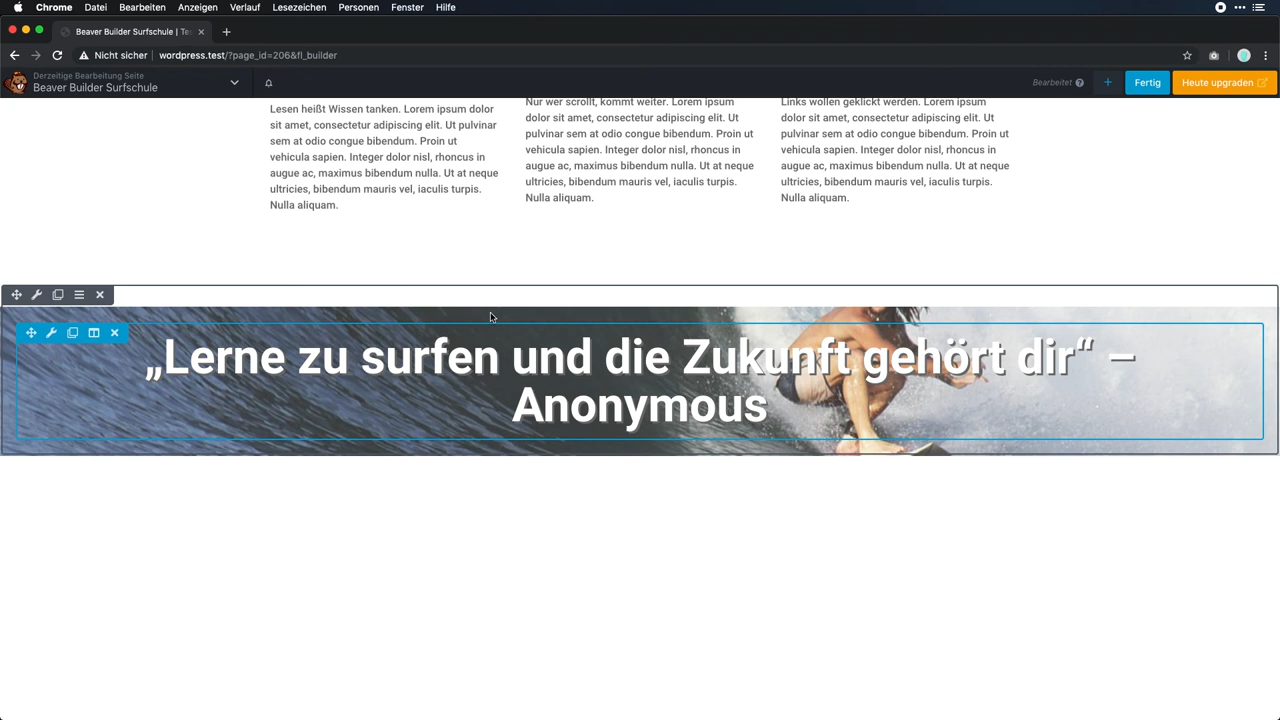 Chrome Datei Bearbeiten Anzeigen Verlauf Lesezeichen Personen Fenster Hilfe
Beaver Builder Surfschule | Te
Nicht sicher | wordpress.test/?page_id=206&fl_builder
Derzeitige Bearbeitung Seite
Beaver Builder Surfschule
Bearbeitet
Fertig
Heute upgraden
Lesen heißt Wissen tanken. Lorem ipsum dolor
sit amet, consectetur adipiscing elit. Ut pulvinar
sem at odio congue bibendum. Proin ut
vehicula sapien. Integer dolor nisl, rhoncus in
augue ac, maximus bibendum nulla. Ut at neque
ultricies, bibendum mauris vel, iaculis turpis.
Nulla aliquam.
Nur wer scrollt, kommt weiter. Lorem ipsum
dolor sit amet, consectetur adipiscing elit. Ut
pulvinar sem at odio congue bibendum. Proin ut
vehicula sapien. Integer dolor nisl, rhoncus in
augue ac, maximus bibendum nulla. Ut at neque
ultricies, bibendum mauris vel, iaculis turpis.
Nulla aliquam.
Links wollen geklickt werden. Lorem ipsum
dolor sit amet, consectetur adipiscing elit. Ut
pulvinar sem at odio congue bibendum. Proin ut
vehicula sapien. Integer dolor nisl, rhoncus in
augue ac, maximus bibendum nulla. Ut at neque
ultricies, bibendum mauris vel, iaculis turpis.
Nulla aliquam.
„Lerne zu surfen und die Zukunft gehört dir“ –
Anonymous